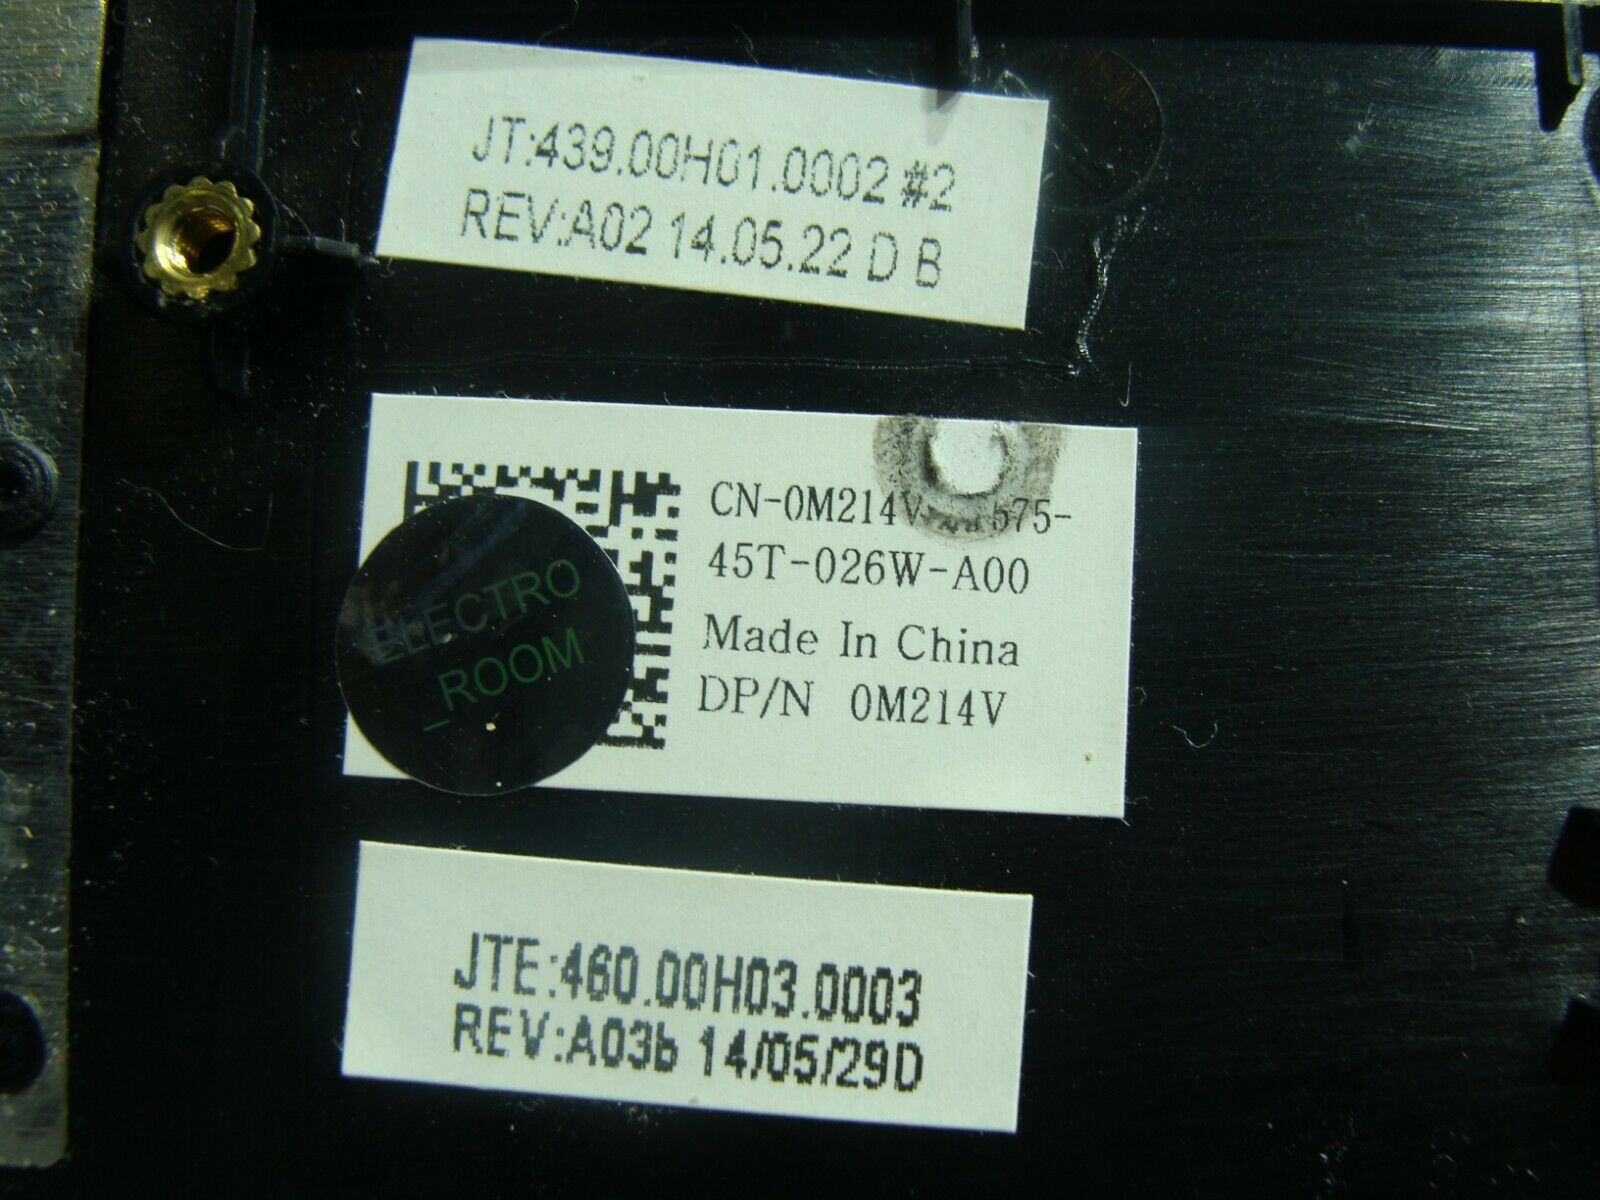 JT:439.00H01.0002 #2
REV:A02 14.05.22 D B
CN-0M214V 575-
45T-026W-A00
Made In China
DP/N 0M214V
ELECTRO
_ROOM
JTE:460.00H03.0003
REV:A03b 14/05/29D